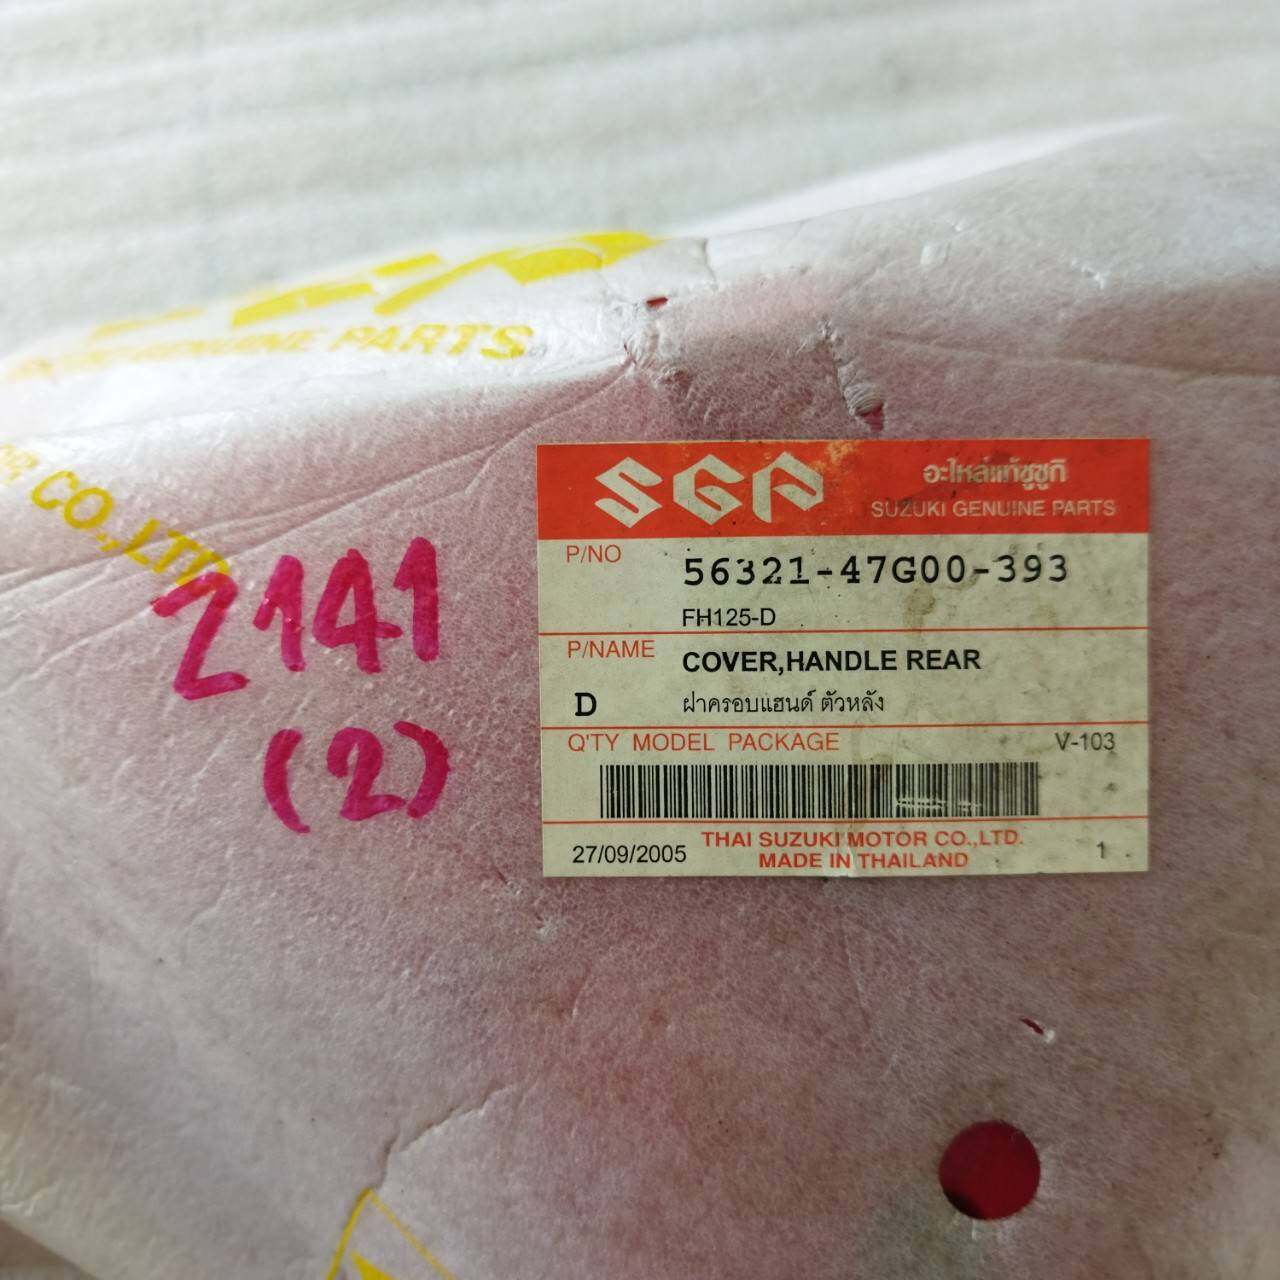 GENUINE PARTS
CO.,LTD
2141
(2)
SGP
อะไหล่แท้ซูซูกิ
SUZUKI GENUINE PARTS
P/NO 56321-47G00-393
FH125-D
P/NAME COVER,HANDLE REAR
D ฝาครอบแฮนด์ ตัวหลัง
Q'TY MODEL PACKAGE V-103
THAI SUZUKI MOTOR CO.,LTD.
27/09/2005 MADE IN THAILAND 1